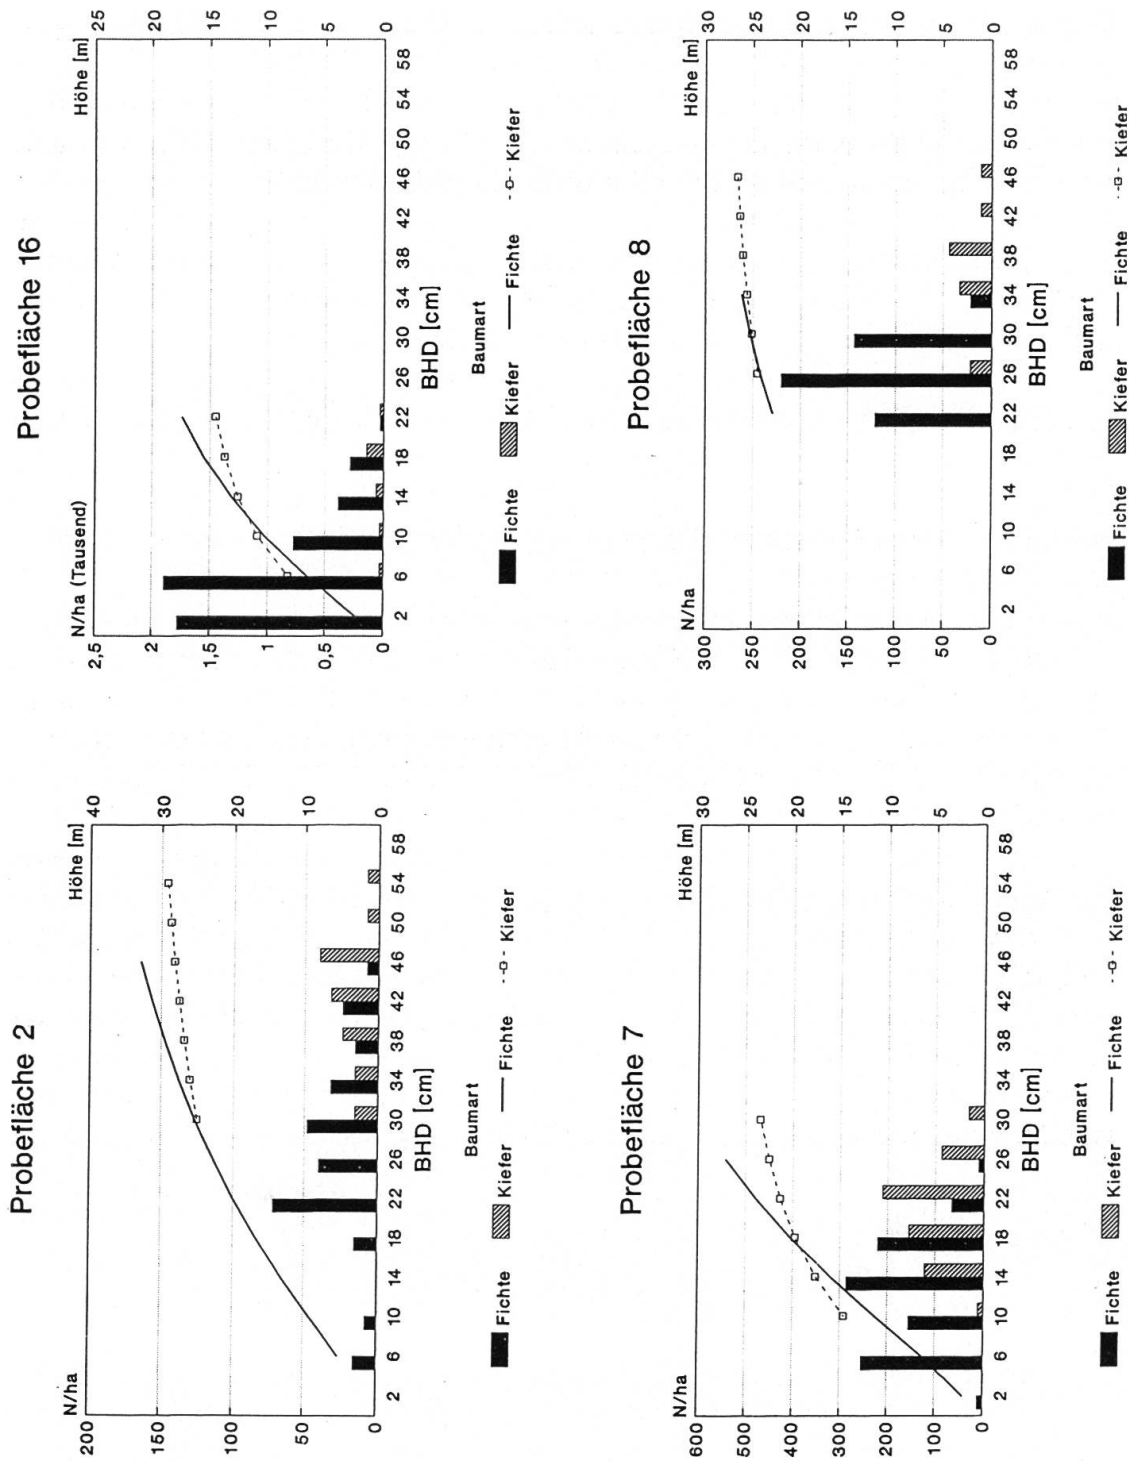 Probefläche 2
N/ha
Höhe [m]
200
150
100
50
0
40
30
20
10
0
2 6 10 14 18 22 26 30 34 38 42 46 50 54 58
BHD [cm]
Baumart
Fichte Kiefer Fichte Kiefer
Probefläche 16
N/ha (Tausend)
Höhe [m]
2,5
2
1,5
1
0,5
0
25
20
15
10
5
0
2 6 10 14 18 22 26 30 34 38 42 46 50 54 58
BHD [cm]
Baumart
Fichte Kiefer Fichte Kiefer
Probefläche 7
N/ha
Höhe [m]
600
500
400
300
200
100
0
30
25
20
15
10
5
0
2 6 10 14 18 22 26 30 34 38 42 46 50 54 58
BHD [cm]
Baumart
Fichte Kiefer Fichte Kiefer
Probefläche 8
N/ha
Höhe [m]
300
250
200
150
100
50
0
30
25
20
15
10
5
0
2 6 10 14 18 22 26 30 34 38 42 46 50 54 58
BHD [cm]
Baumart
Fichte Kiefer Fichte Kiefer